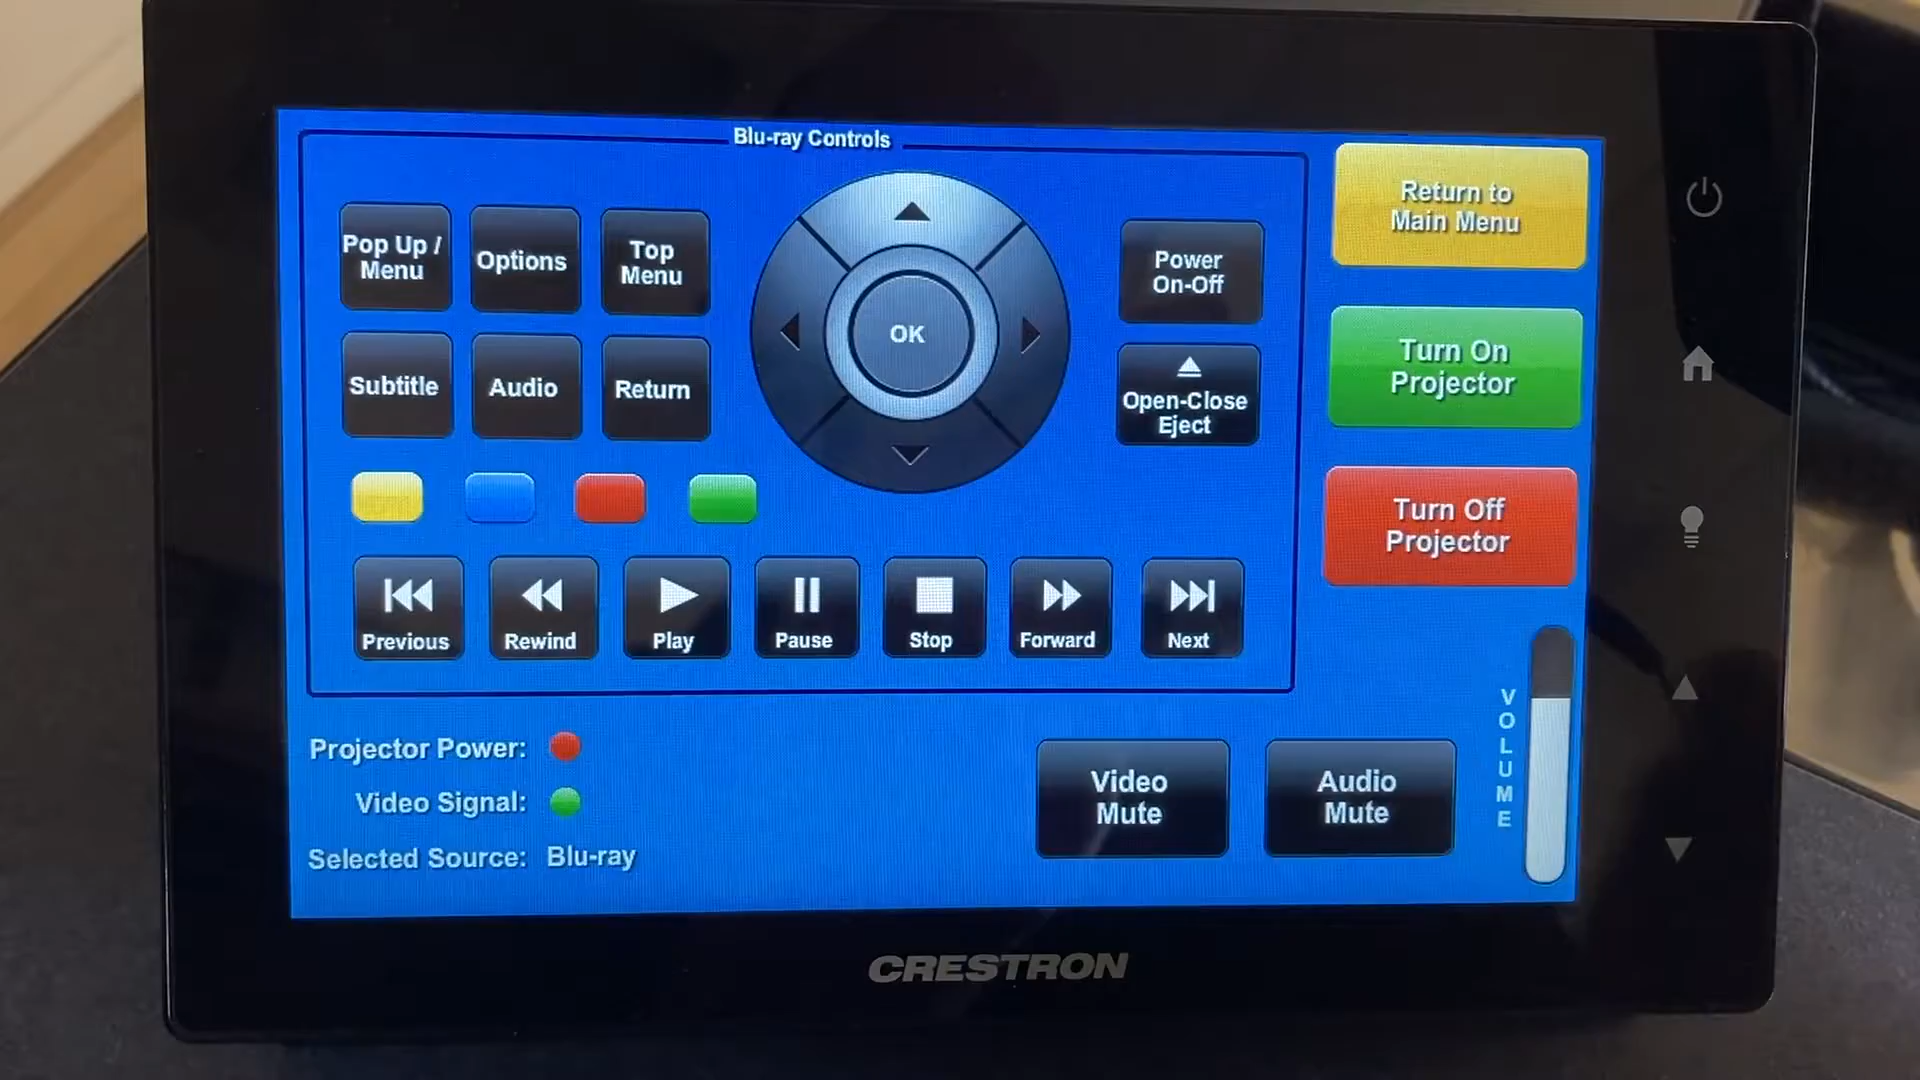 Blu-ray Controls
Pop Up /
Menu
Options
Top
Menu
OK
Power
On-Off
Return to
Main Menu
Subtitle
Audio
Return
Open-Close
Eject
Turn On
Projector
Turn Off
Projector
Previous
Rewind
Play
Pause
Stop
Forward
Next
Projector Power:
Video Signal:
Selected Source: Blu-ray
Video
Mute
Audio
Mute
VOLUME
CRESTRON